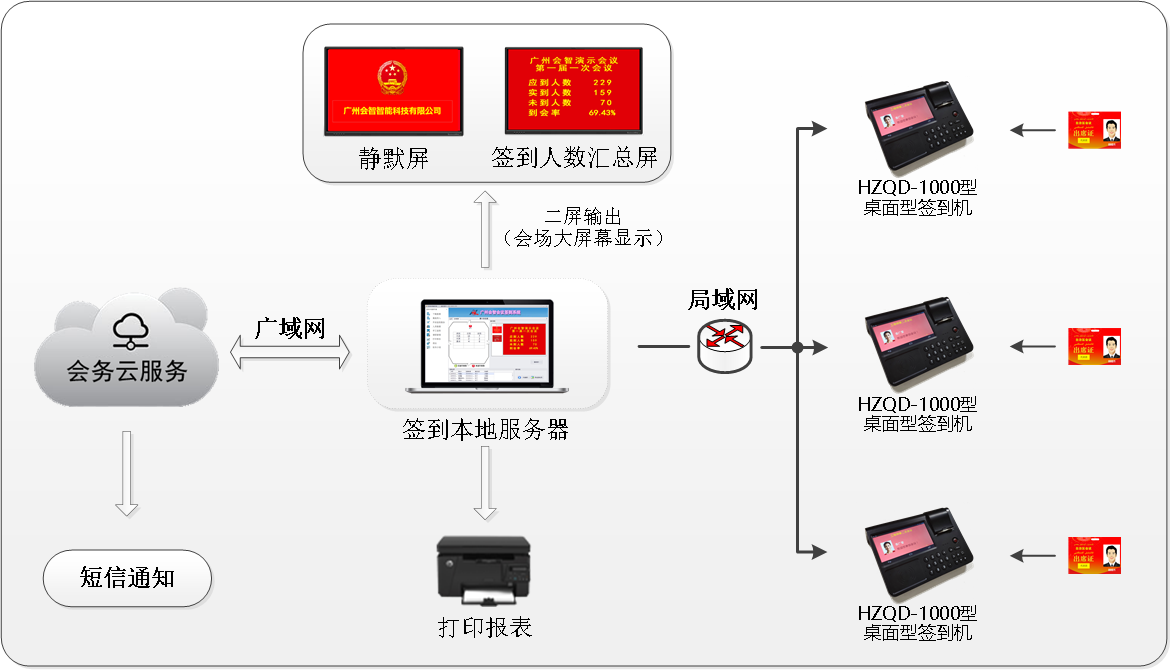 广州会智智能科技有限公司
静默屏
广州会智演示会议
第一届一次会议
应到人数 229
实到人数 159
未到人数 70
到会率 69.43%
签到人数汇总屏
二屏输出
（会场大屏幕显示）
会务云服务
广域网
签到本地服务器
局域网
HZQD-1000型
桌面型签到机
出席证
HZQD-1000型
桌面型签到机
出席证
HZQD-1000型
桌面型签到机
出席证
短信通知
打印报表